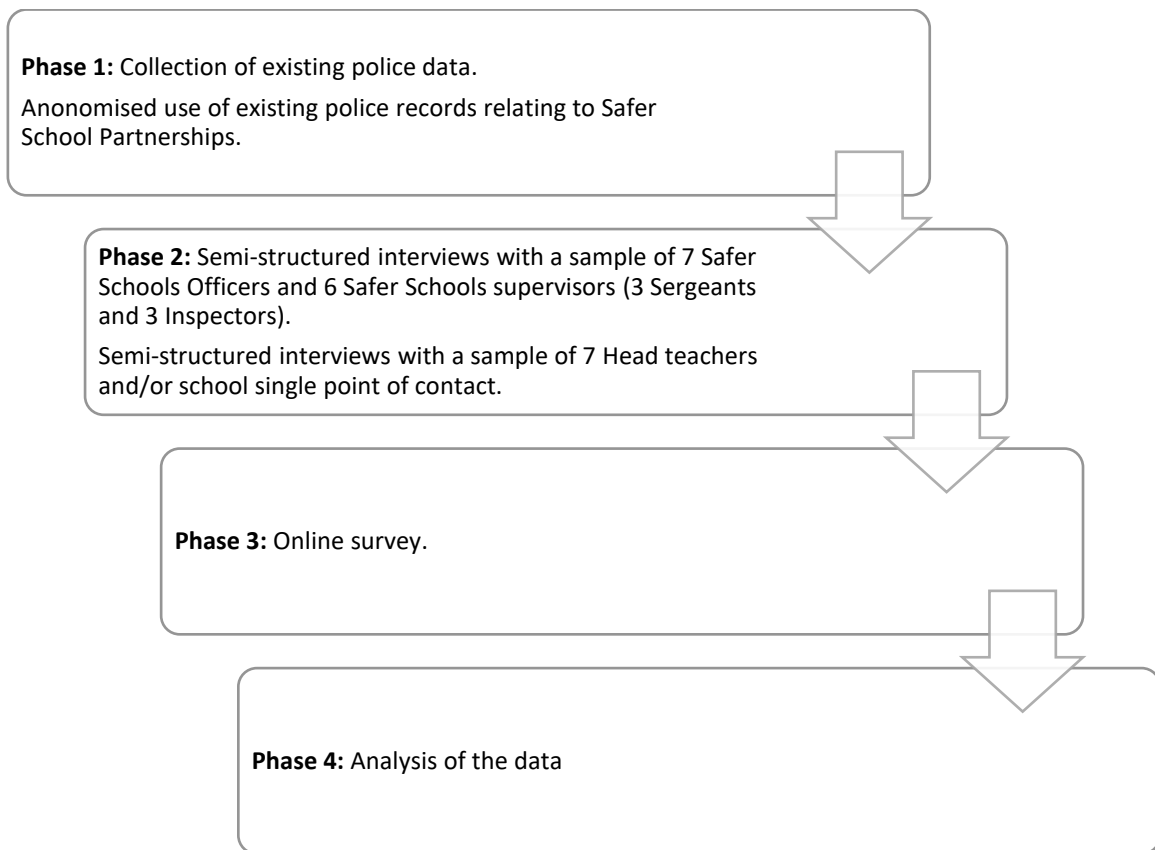 Phase 1: Collection of existing police data.
Anonomised use of existing police records relating to Safer
School Partnerships.
Phase 2: Semi-structured interviews with a sample of 7 Safer
Schools Officers and 6 Safer Schools supervisors (3 Sergeants
and 3 Inspectors).
Semi-structured interviews with a sample of 7 Head teachers
and/or school single point of contact.
Phase 3: Online survey.
Phase 4: Analysis of the data